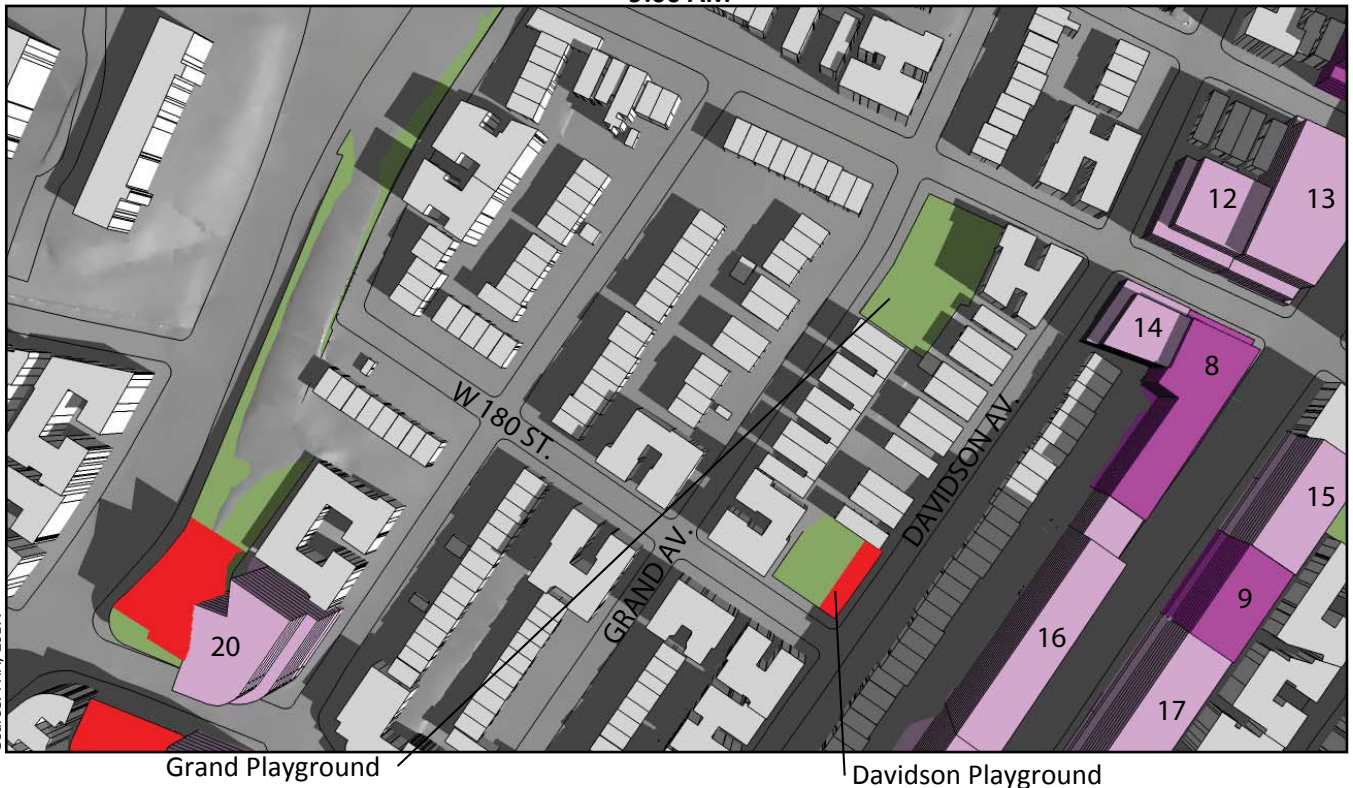 12
13
14
8
W 180 ST.
DAVIDSON AV.
15
GRAND AV.
9
16
20
17
Grand Playground
Davidson Playground